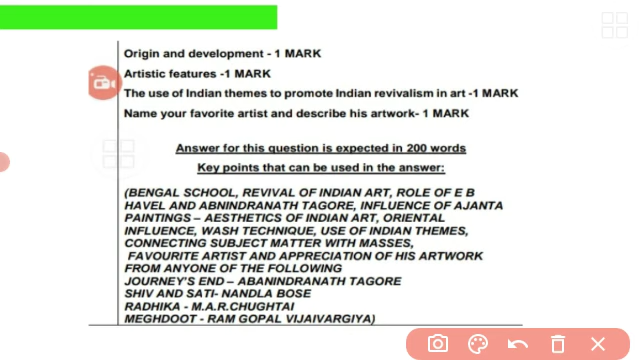 Origin and development - 1 MARK
Artistic features -1 MARK
The use of Indian themes to promote Indian revivalism in art -1 MARK
Name your favorite artist and describe his artwork- 1 MARK
Answer for this question is expected in 200 words
Key points that can be used in the answer:
(BENGAL SCHOOL, REVIVAL OF INDIAN ART, ROLE OF E B
HAVEL AND ABNINDRANATH TAGORE, INFLUENCE OF AJANTA
PAINTINGS – AESTHETICS OF INDIAN ART, ORIENTAL
INFLUENCE, WASH TECHNIQUE, USE OF INDIAN THEMES,
CONNECTING SUBJECT MATTER WITH MASSES,
FAVOURITE ARTIST AND APPRECIATION OF HIS ARTWORK
FROM ANYONE OF THE FOLLOWING
JOURNEY'S END – ABANINDRANATH TAGORE
SHIV AND SATI- NANDLA BOSE
RADHIKA - M.A.R.CHUGHTAI
MEGHDOOT - RAM GOPAL VIJAIVARGIYA)